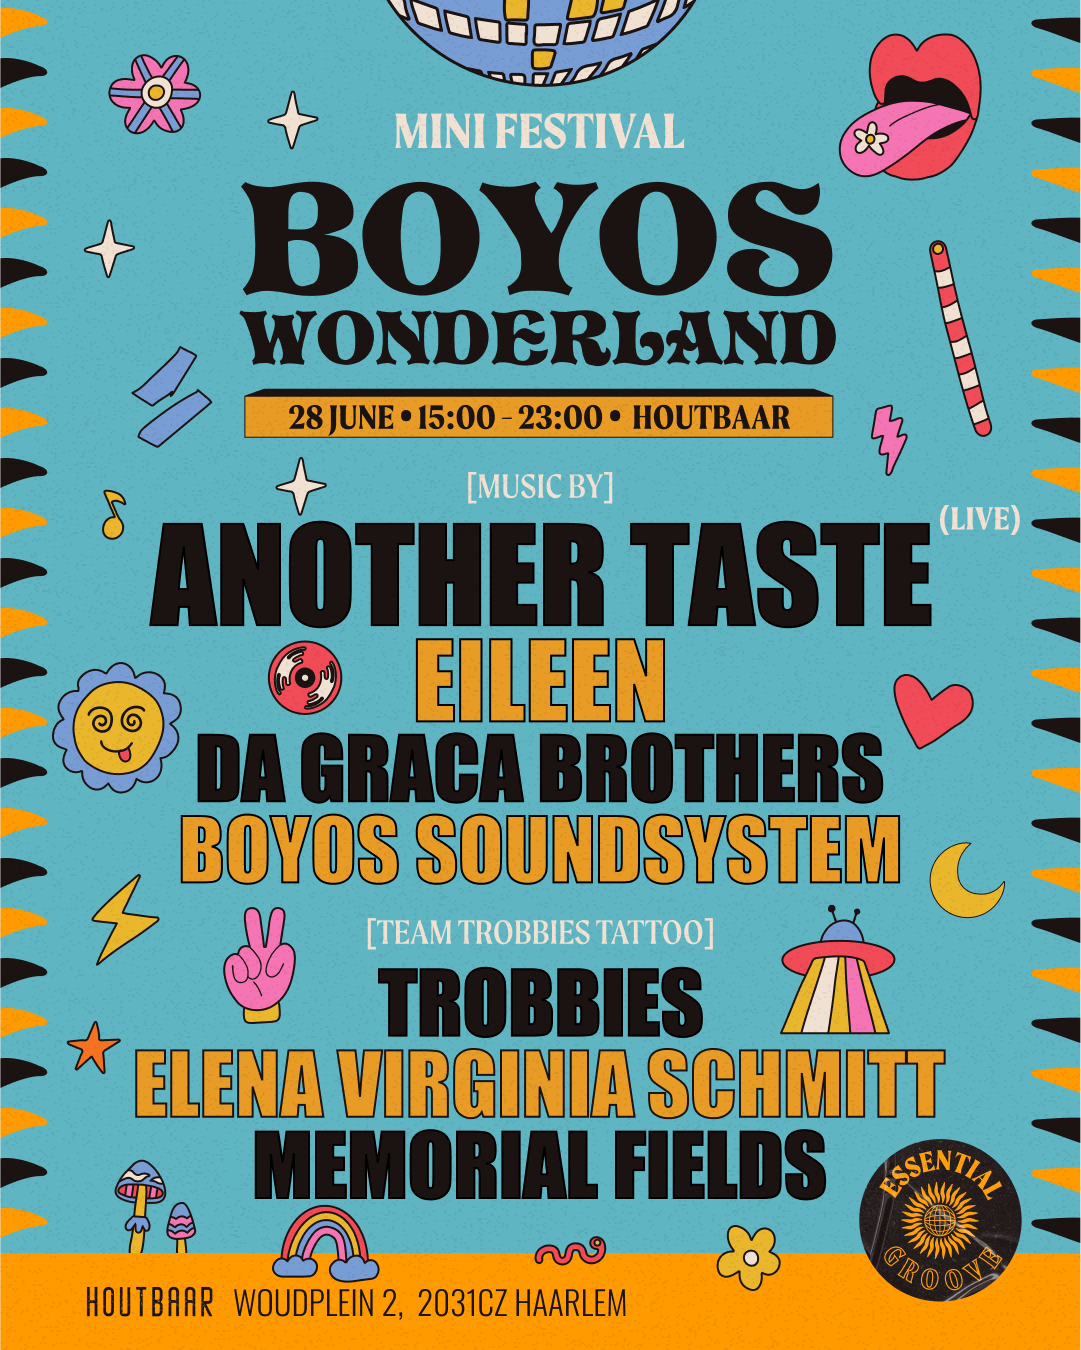 MINI FESTIVAL
BOYOS
WONDERLAND
28 JUNE • 15:00 - 23:00 • HOUTBAAR
[MUSIC BY]
ANOTHER TASTE (LIVE)
EILEEN
DA GRACA BROTHERS
BOYOS SOUNDSYSTEM
[TEAM TROBBIES TATTOO]
TROBBIES
ELENA VIRGINIA SCHMITT
MEMORIAL FIELDS
ESSENTIAL
GROOVE
HOUTBAAR WOUDPLEIN 2, 2031CZ HAARLEM